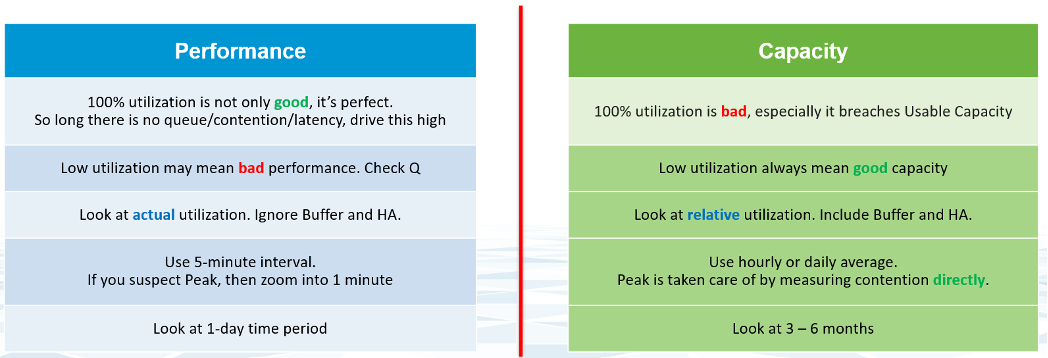 Performance
100% utilization is not only good, it's perfect.
So long there is no queue/contention/latency, drive this high
Low utilization may mean bad performance. Check Q
Look at actual utilization. Ignore Buffer and HA.
Use 5-minute interval.
If you suspect Peak, then zoom into 1 minute
Look at 1-day time period
Capacity
100% utilization is bad, especially it breaches Usable Capacity
Low utilization always mean good capacity
Look at relative utilization. Include Buffer and HA.
Use hourly or daily average.
Peak is taken care of by measuring contention directly.
Look at 3 – 6 months